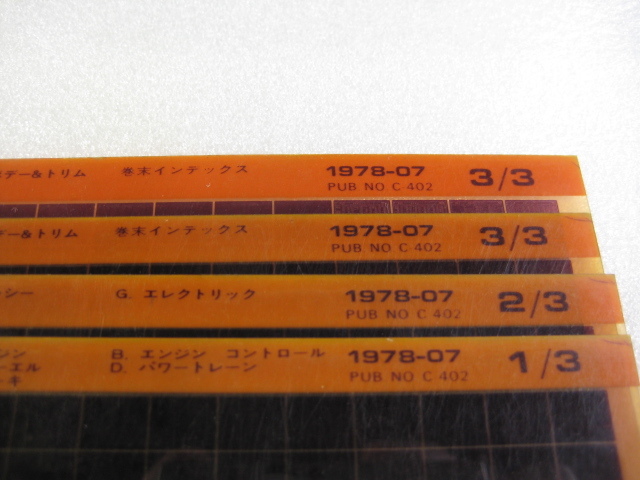 デー&トリム 巻末インデックス 1978-07 3/3
PUB NO C-402
デー&トリム 巻末インデックス 1978-07 3/3
PUB NO C-402
シー G. エレクトリック 1978-07 2/3
PUB NO C 402
ジン B. エンジン コントロール 1978-07 1/3
ーエル D. パワートレーン PUB NO C 402
キ